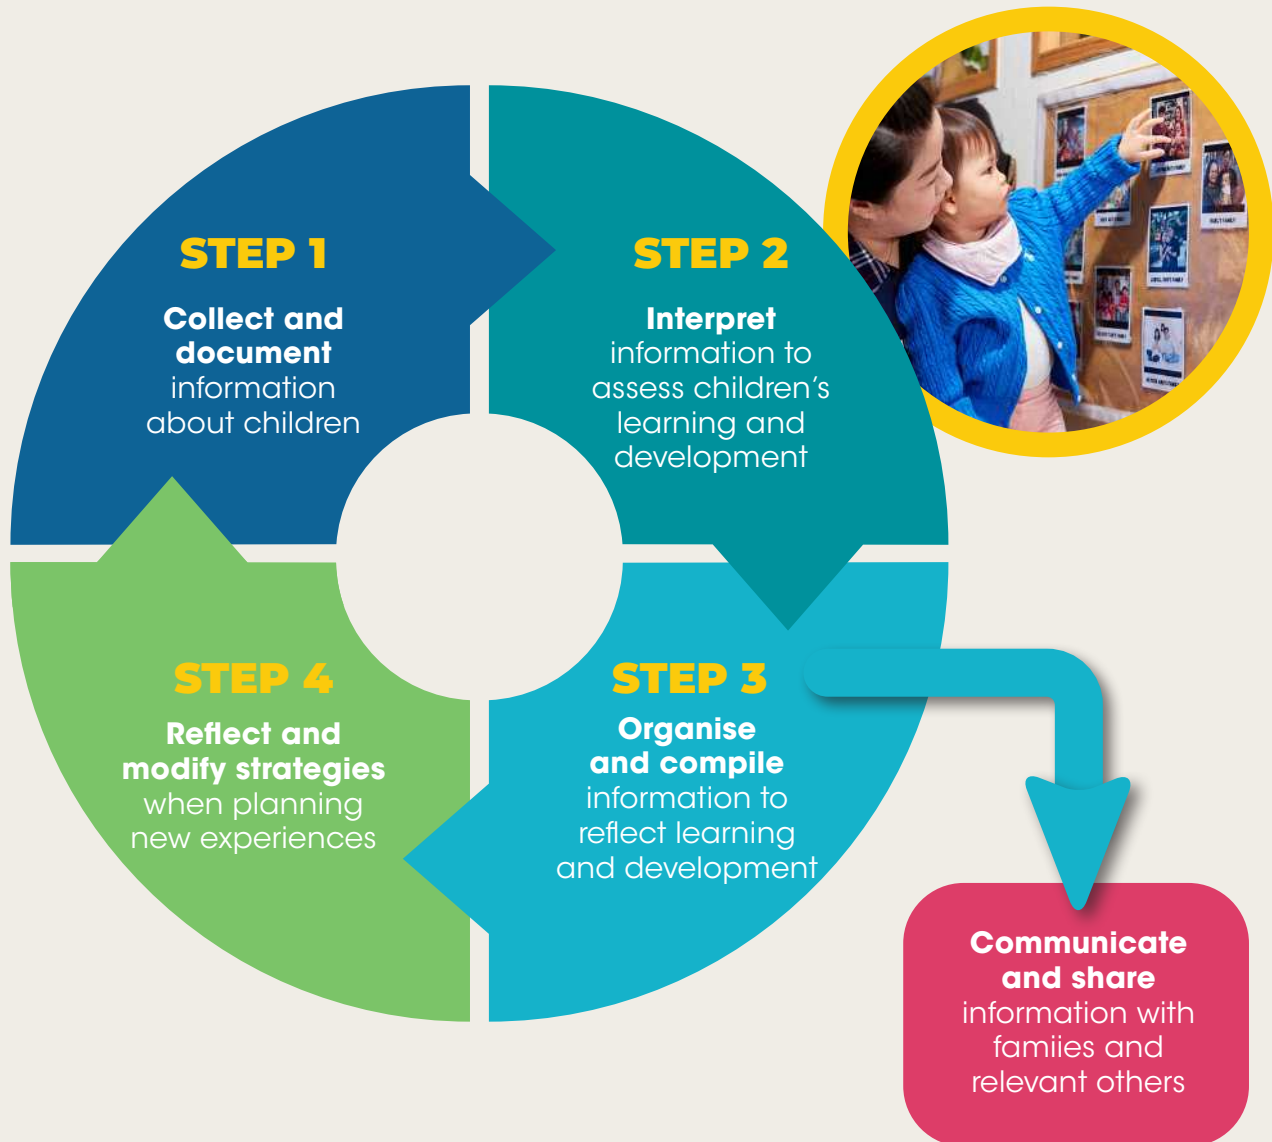 STEP 1
Collect and
document
information
about children
STEP 2
Interpret
information to
assess children's
learning and
development
STEP 3
Organise
and compile
information to
reflect learning
and development
STEP 4
Reflect and
modify strategies
when planning
new experiences
Communicate
and share
information with
famiies and
relevant others